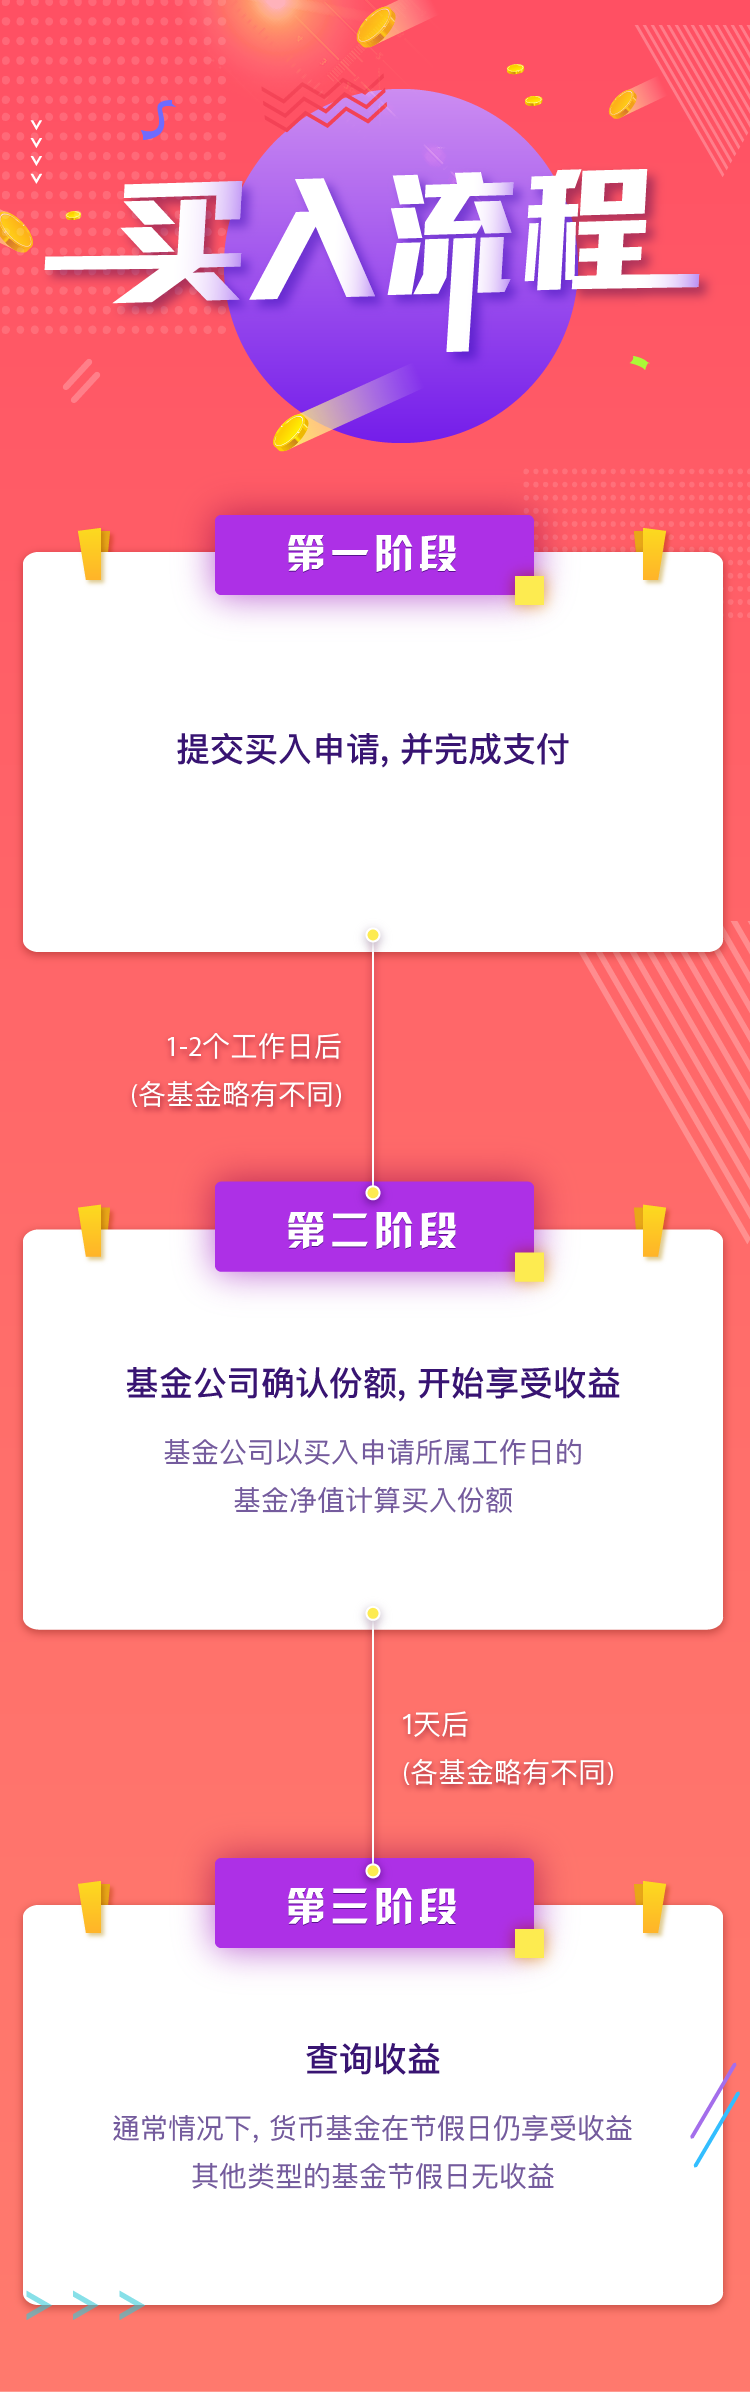 买入流程
第一阶段
提交买入申请, 并完成支付
1-2个工作日后
(各基金略有不同)
第二阶段
基金公司确认份额, 开始享受收益
基金公司以买入申请所属工作日的
基金净值计算买入份额
1天后
(各基金略有不同)
第三阶段
查询收益
通常情况下, 货币基金在节假日仍享受收益
其他类型的基金节假日无收益